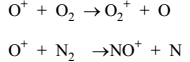 O⁺ + O₂ → O₂⁺ + O
O⁺ + N₂ → NO⁺ + N